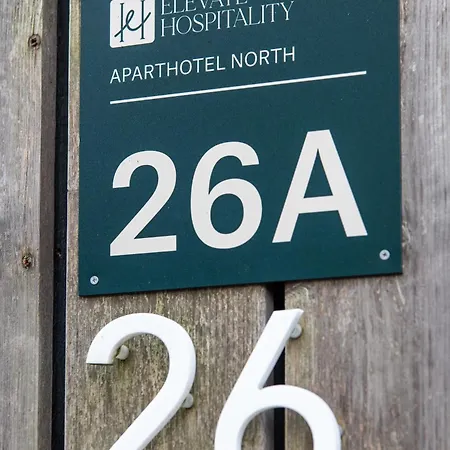 ELEVATE
HOSPITALITY
APARTHOTEL NORTH
26A
26